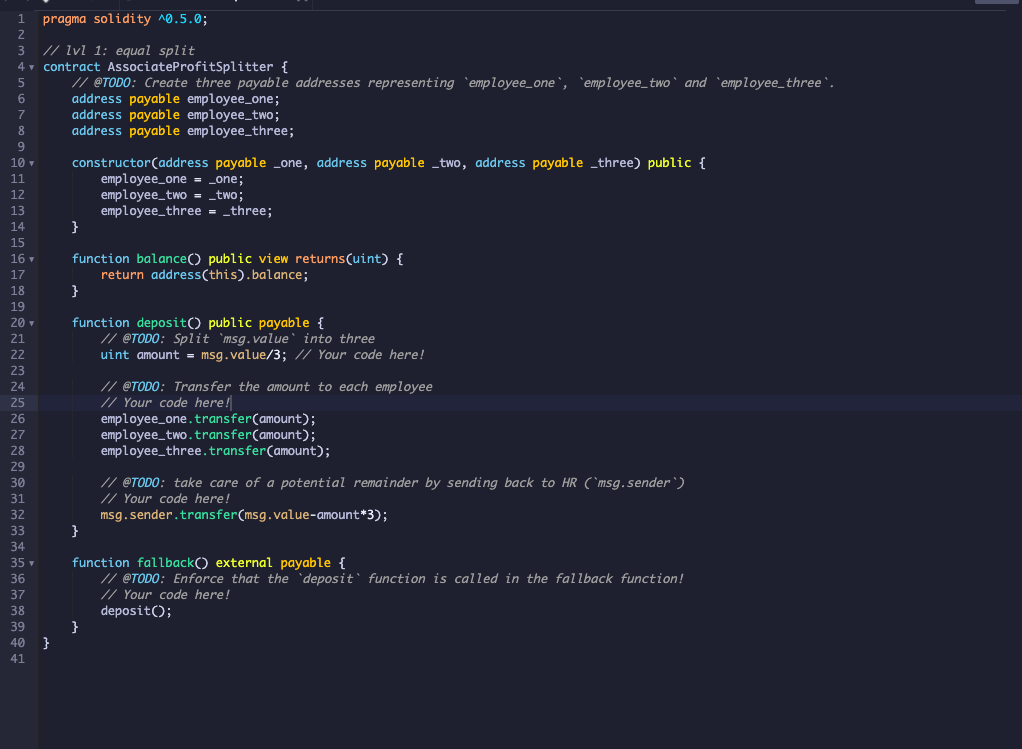 1 pragma solidity ^0.5.0;
2
3 // lvl 1: equal split
4 contract AssociateProfitSplitter {
5 // @TODO: Create three payable addresses representing `employee_one`, `employee_two` and `employee_three`.
6 address payable employee_one;
7 address payable employee_two;
8 address payable employee_three;
9
10 constructor(address payable _one, address payable _two, address payable _three) public {
11 employee_one = _one;
12 employee_two = _two;
13 employee_three = _three;
14 }
15
16 function balance() public view returns(uint) {
17 return address(this).balance;
18 }
19
20 function deposit() public payable {
21 // @TODO: Split `msg.value` into three
22 uint amount = msg.value/3; // Your code here!
23
24 // @TODO: Transfer the amount to each employee
25 // Your code here!
26 employee_one.transfer(amount);
27 employee_two.transfer(amount);
28 employee_three.transfer(amount);
29
30 // @TODO: take care of a potential remainder by sending back to HR (`msg.sender`)
31 // Your code here!
32 msg.sender.transfer(msg.value-amount*3);
33 }
34
35 function fallback() external payable {
36 // @TODO: Enforce that the `deposit` function is called in the fallback function!
37 // Your code here!
38 deposit();
39 }
40 }
41